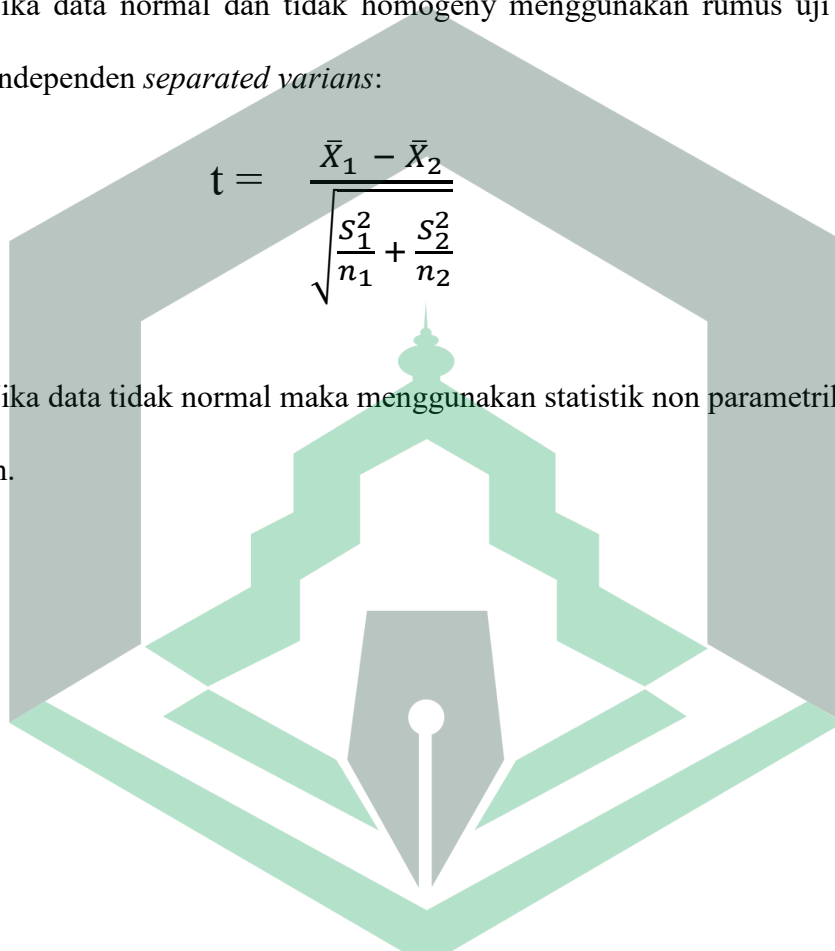 ika data normal dan tidak homogeny menggunakan rumus uji
ndependen separated varians:
t = (X̄₁ − X̄₂) / √(S₁²/n₁ + S₂²/n₂)
ika data tidak normal maka menggunakan statistik non parametrik
n.